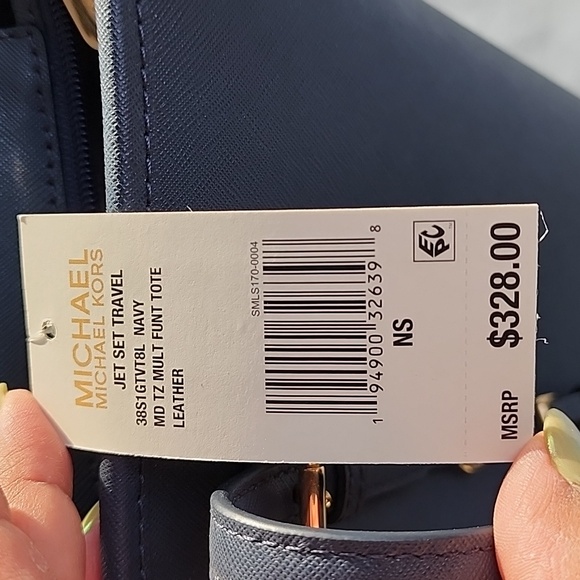 MICHAEL
MICHAEL KORS
JET SET TRAVEL
38S1GTVT8L NAVY
MD TZ MULT FUNT TOTE
LEATHER
SMLS170-0004
1 94900 32639 8
NS
EPC
MSRP $328.00